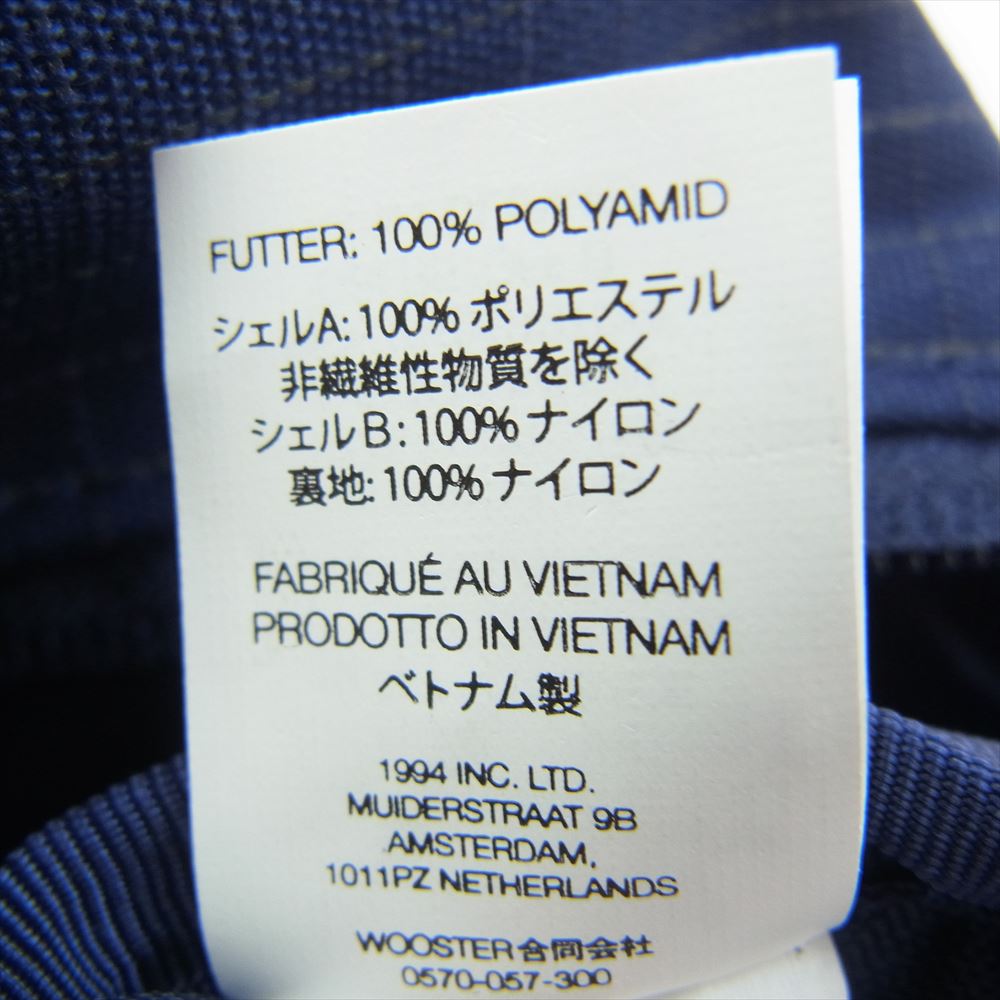 FUTTER: 100% POLYAMID
シェルA: 100% ポリエステル
非繊維性物質を除く
シェルB: 100% ナイロン
裏地: 100% ナイロン
FABRIQUÉ AU VIETNAM
PRODOTTO IN VIETNAM
ベトナム製
1994 INC. LTD.
MUIDERSTRAAT 9B
AMSTERDAM,
1011PZ NETHERLANDS
WOOSTER合同会社
0570-057-300